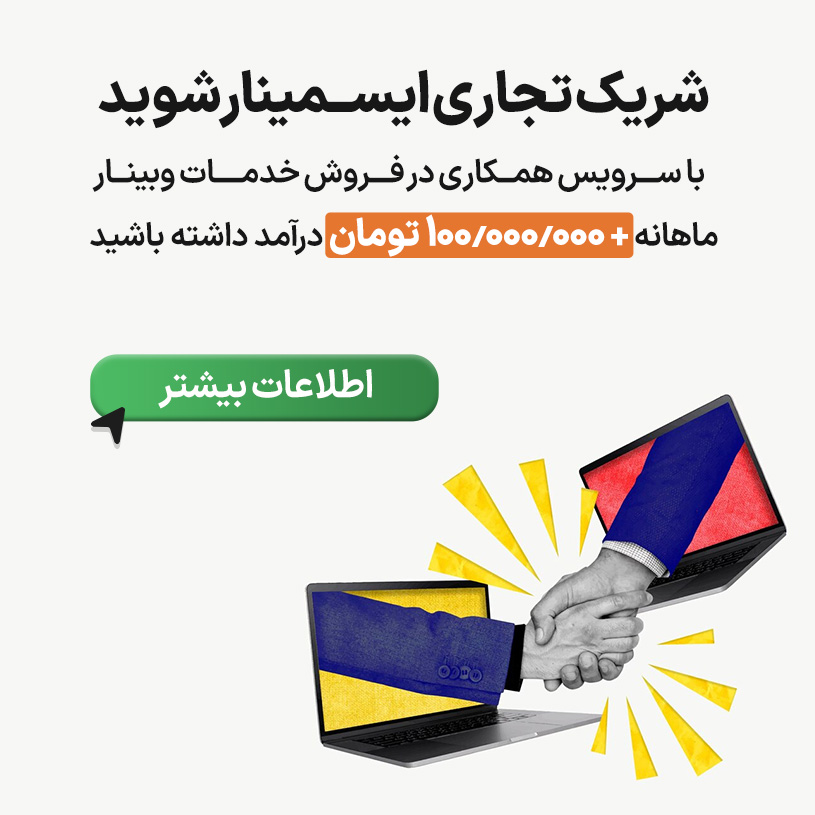 شریک تجاری ایسمینار شوید
با سرویس همکاری در فروش خدمات وبینار
ماهانه +۱۰۰/۰۰۰/۰۰۰ تومان درآمد داشته باشید
اطلاعات بیشتر